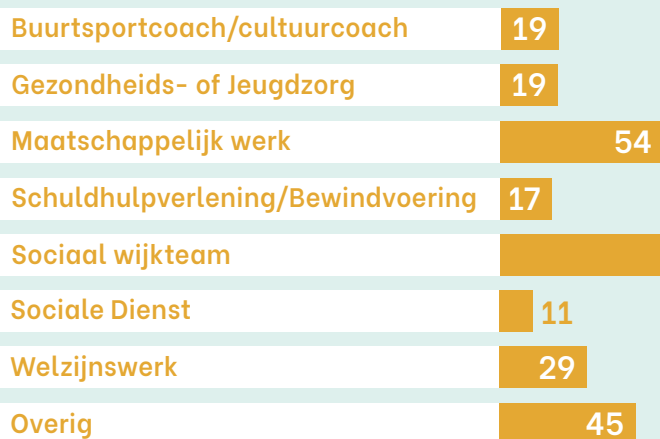 Buurtsportcoach/cultuurcoach 19
Gezondheids- of Jeugdzorg 19
Maatschappelijk werk 54
Schuldhulpverlening/Bewindvoering 17
Sociaal wijkteam
Sociale Dienst 11
Welzijnswerk 29
Overig 45